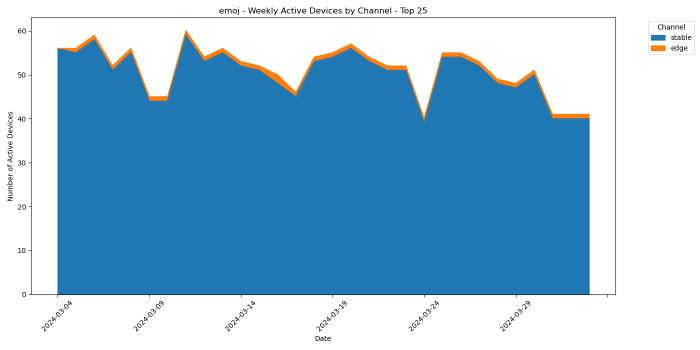 emoj - Weekly Active Devices by Channel - Top 25
Channel
stable
edge
Number of Active Devices
60
50
40
30
20
10
0
2024-03-04
2024-03-09
2024-03-14
2024-03-19
2024-03-24
2024-03-29
Date